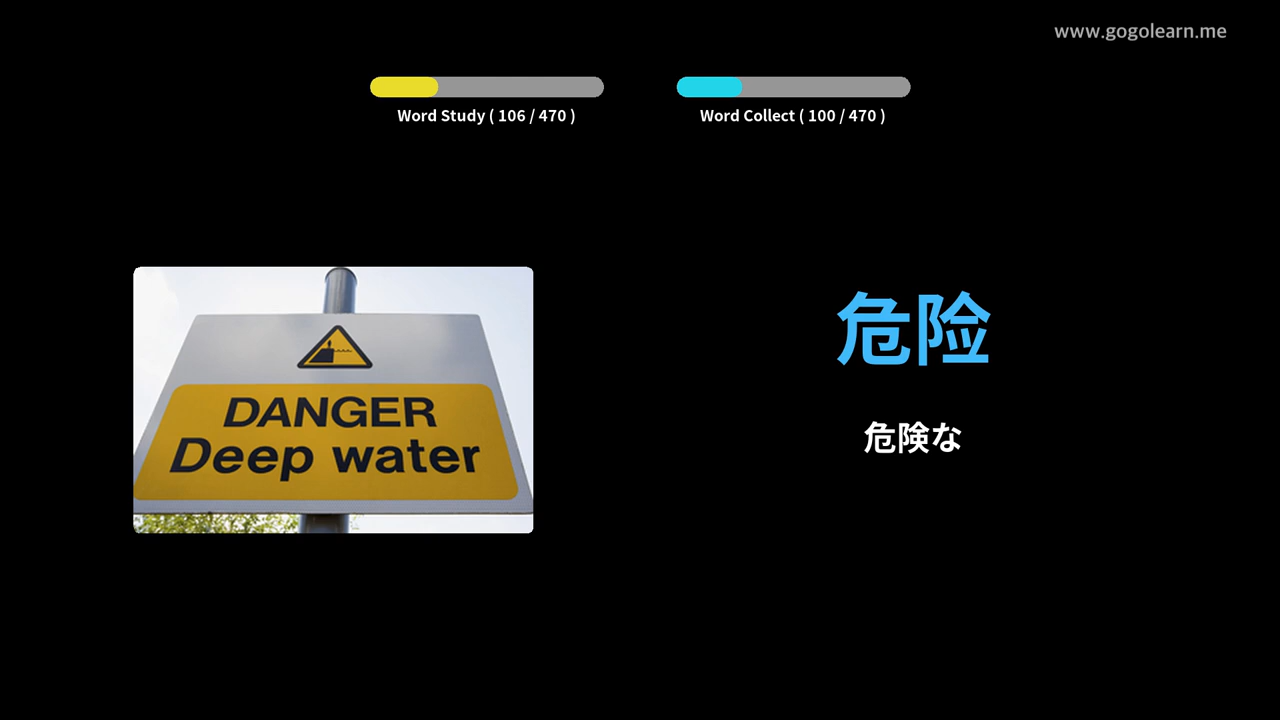 www.gogolearn.me
Word Study ( 106 / 470 )
Word Collect ( 100 / 470 )
DANGER
Deep water
危险
危険な